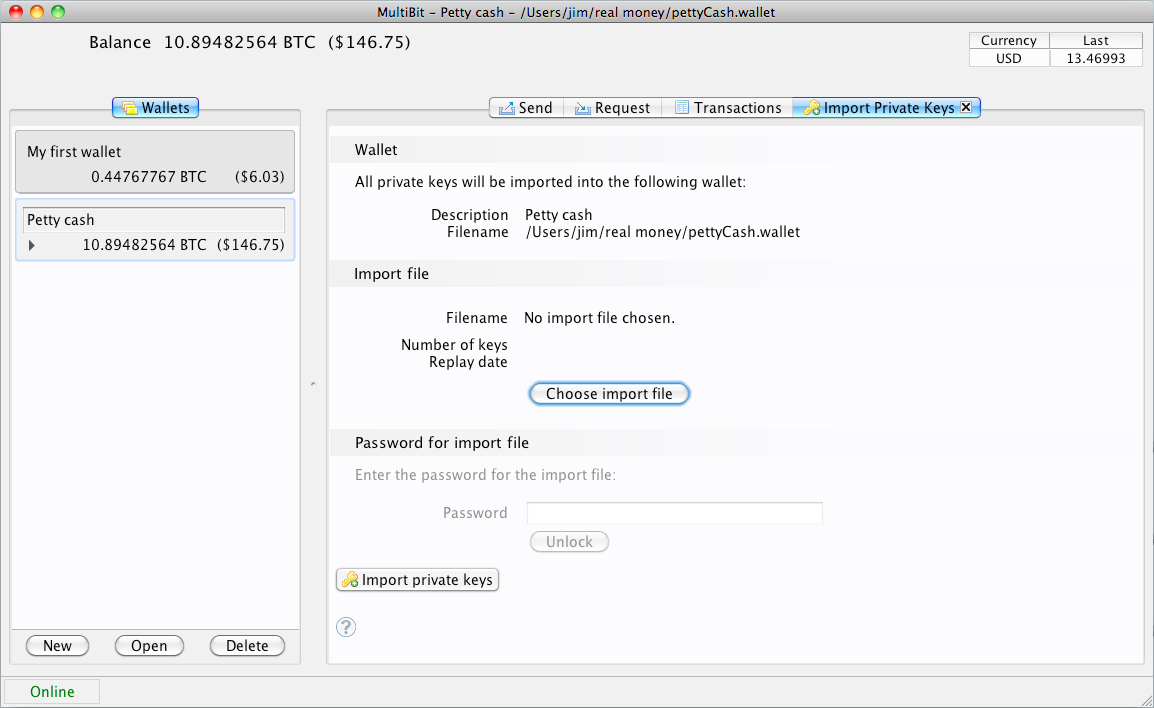 MultiBit – Petty cash – /Users/jim/real money/pettyCash.wallet
Balance 10.89482564 BTC ($146.75)
Currency Last
USD 13.46993
Wallets
My first wallet
0.44767767 BTC ($6.03)
Petty cash
10.89482564 BTC ($146.75)
New Open Delete
Send Request Transactions Import Private Keys
Wallet
All private keys will be imported into the following wallet:
Description Petty cash
Filename /Users/jim/real money/pettyCash.wallet
Import file
Filename No import file chosen.
Number of keys
Replay date
Choose import file
Password for import file
Enter the password for the import file:
Password
Unlock
Import private keys
?
Online